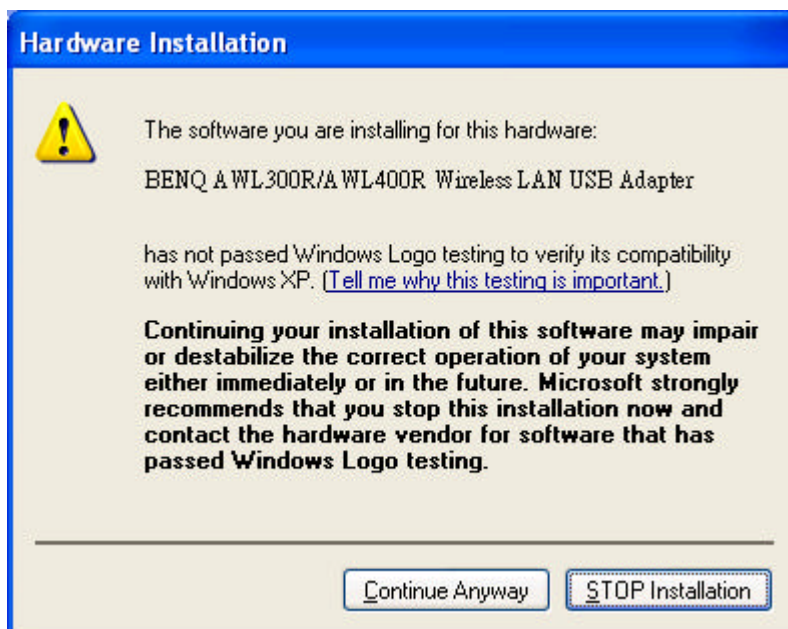 Hardware Installation
The software you are installing for this hardware:
BENQ AWL300R/AWL400R Wireless LAN USB Adapter
has not passed Windows Logo testing to verify its compatibility
with Windows XP. (Tell me why this testing is important.)
Continuing your installation of this software may impair
or destabilize the correct operation of your system
either immediately or in the future. Microsoft strongly
recommends that you stop this installation now and
contact the hardware vendor for software that has
passed Windows Logo testing.
Continue Anyway
STOP Installation